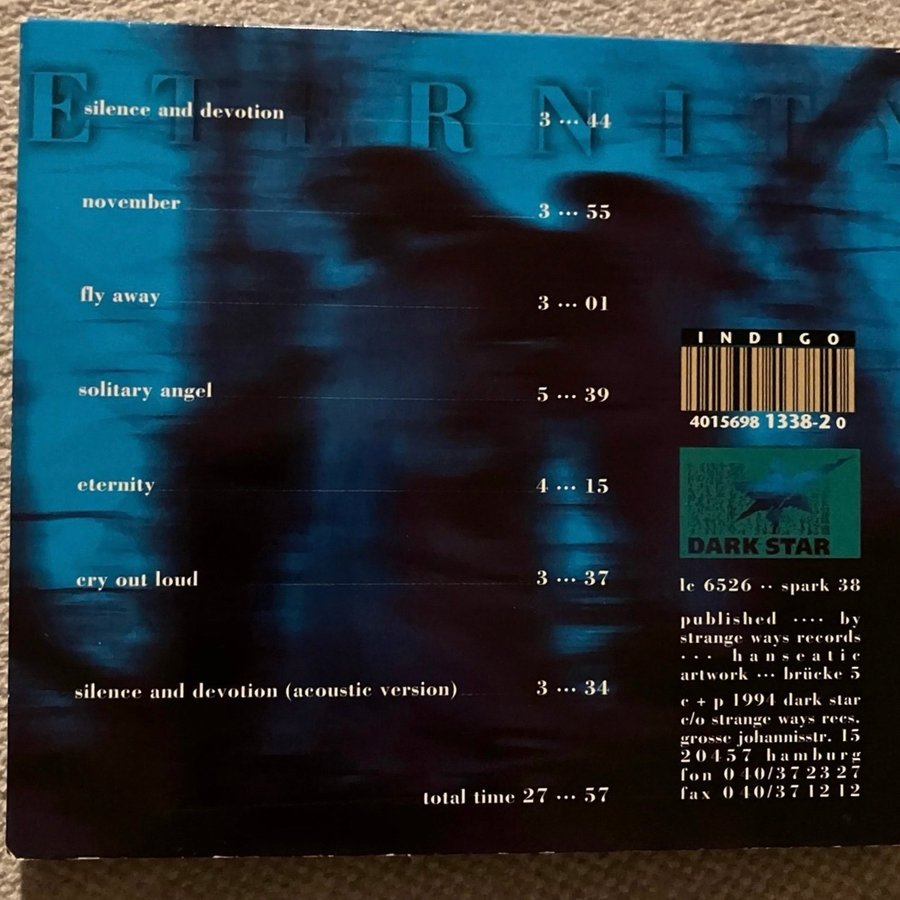 ETERNITY
silence and devotion 3 ... 44
november 3 ... 55
fly away 3 ... 01
solitary angel 5 ... 39
eternity 4 ... 15
cry out loud 3 ... 37
silence and devotion (acoustic version) 3 ... 34
total time 27 ... 57
INDIGO
4015698 1338-2 0
DARK STAR
lc 6526 .. spark 38
published .... by
strange ways records
... hanseatic
artwork ... brücke 5
c + p 1994 dark star
c/o strange ways recs.
grosse johannisstr. 15
20457 hamburg
fon 040/372327
fax 040/371212